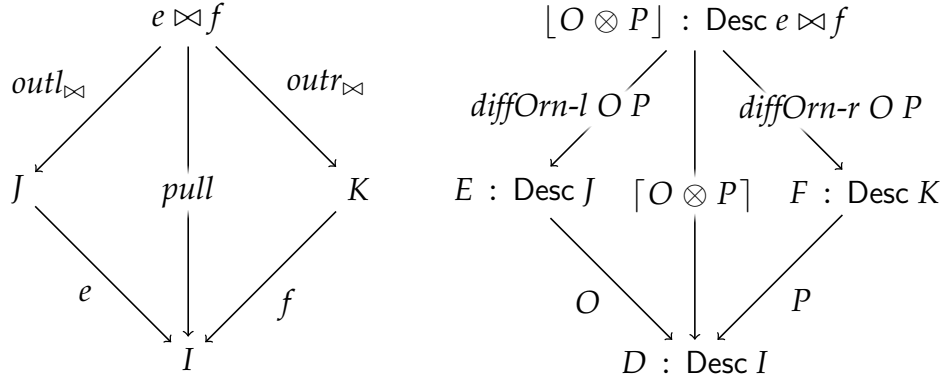 e ⋈ f
⌊O ⊗ P⌋ : Desc e ⋈ f
outl⋈
outr⋈
diffOrn-l O P
diffOrn-r O P
J
pull
K
E : Desc J
⌈O ⊗ P⌉
F : Desc K
e
f
O
P
I
D : Desc I